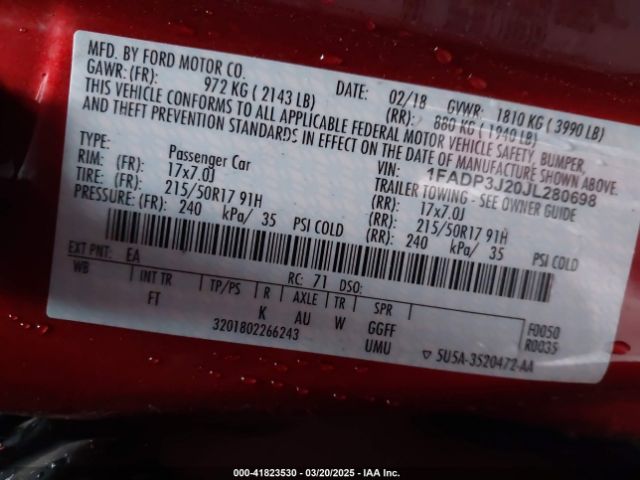 MFD. BY FORD MOTOR CO.
DATE: 02/18 GVWR: 1810 KG (3990 LB)
GAWR: (FR): 972 KG (2143 LB) (RR): 880 KG (1940 LB)
THIS VEHICLE CONFORMS TO ALL APPLICABLE FEDERAL MOTOR VEHICLE SAFETY, BUMPER,
AND THEFT PREVENTION STANDARDS IN EFFECT ON THE DATE OF MANUFACTURE SHOWN ABOVE.
VIN: 1FADP3J20JL280698
TYPE: Passenger Car TRAILER TOWING - SEE OWNER GUIDE
RIM: (FR): 17x7.0J (RR): 17x7.0J
TIRE: (FR): 215/50R17 91H (RR): 215/50R17 91H
PRESSURE: (FR): 240 kPa/ 35 PSI COLD (RR): 240 kPa/ 35 PSI COLD
EXT PNT: EA RC: 71 DSO:
WB INT TR TP/PS R AXLE TR SPR
FT K AU W GGFF F0050
UMU R0035
3201802266243 ▽ 5U5A-3520472-AA
000-41823530 - 03/20/2025 - IAA Inc.